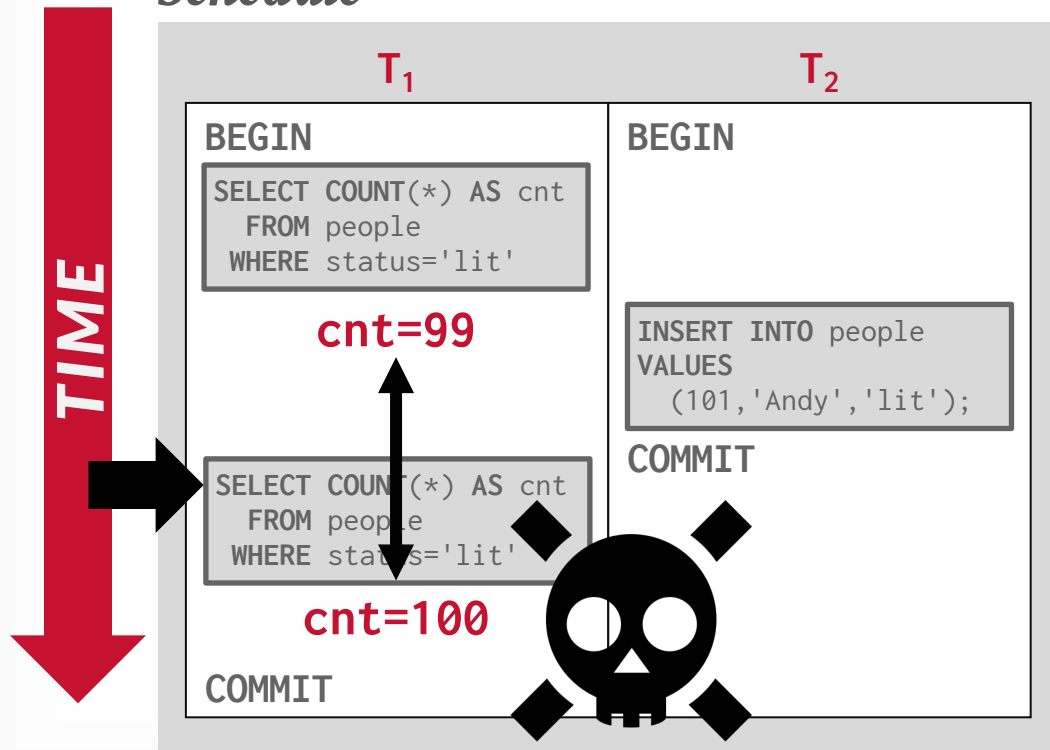 Schedule
TIME
T1
T2
BEGIN
SELECT COUNT(*) AS cnt
FROM people
WHERE status='lit'
cnt=99
SELECT COUNT(*) AS cnt
FROM people
WHERE status='lit'
cnt=100
COMMIT
BEGIN
INSERT INTO people
VALUES
(101,'Andy','lit');
COMMIT